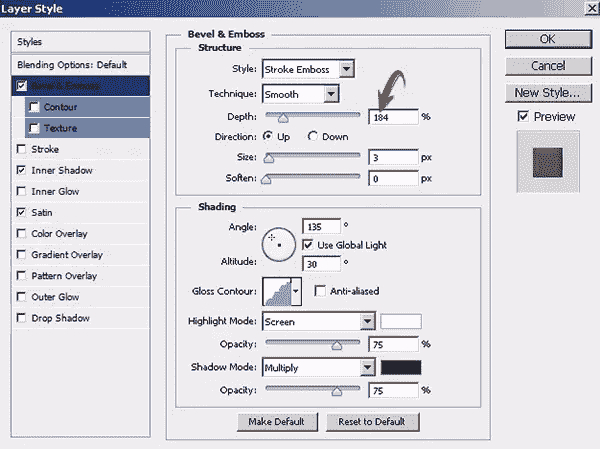 Layer Style
Styles
Blending Options: Default
Bevel & Emboss
Contour
Texture
Stroke
Inner Shadow
Inner Glow
Satin
Color Overlay
Gradient Overlay
Pattern Overlay
Outer Glow
Drop Shadow
Bevel & Emboss
Structure
Style: Stroke Emboss
Technique: Smooth
Depth: 184 %
Direction: Up Down
Size: 3 px
Soften: 0 px
Shading
Angle: 135 °
Use Global Light
Altitude: 30 °
Gloss Contour: Anti-aliased
Highlight Mode: Screen
Opacity: 75 %
Shadow Mode: Multiply
Opacity: 75 %
Make Default Reset to Default
OK
Cancel
New Style...
Preview